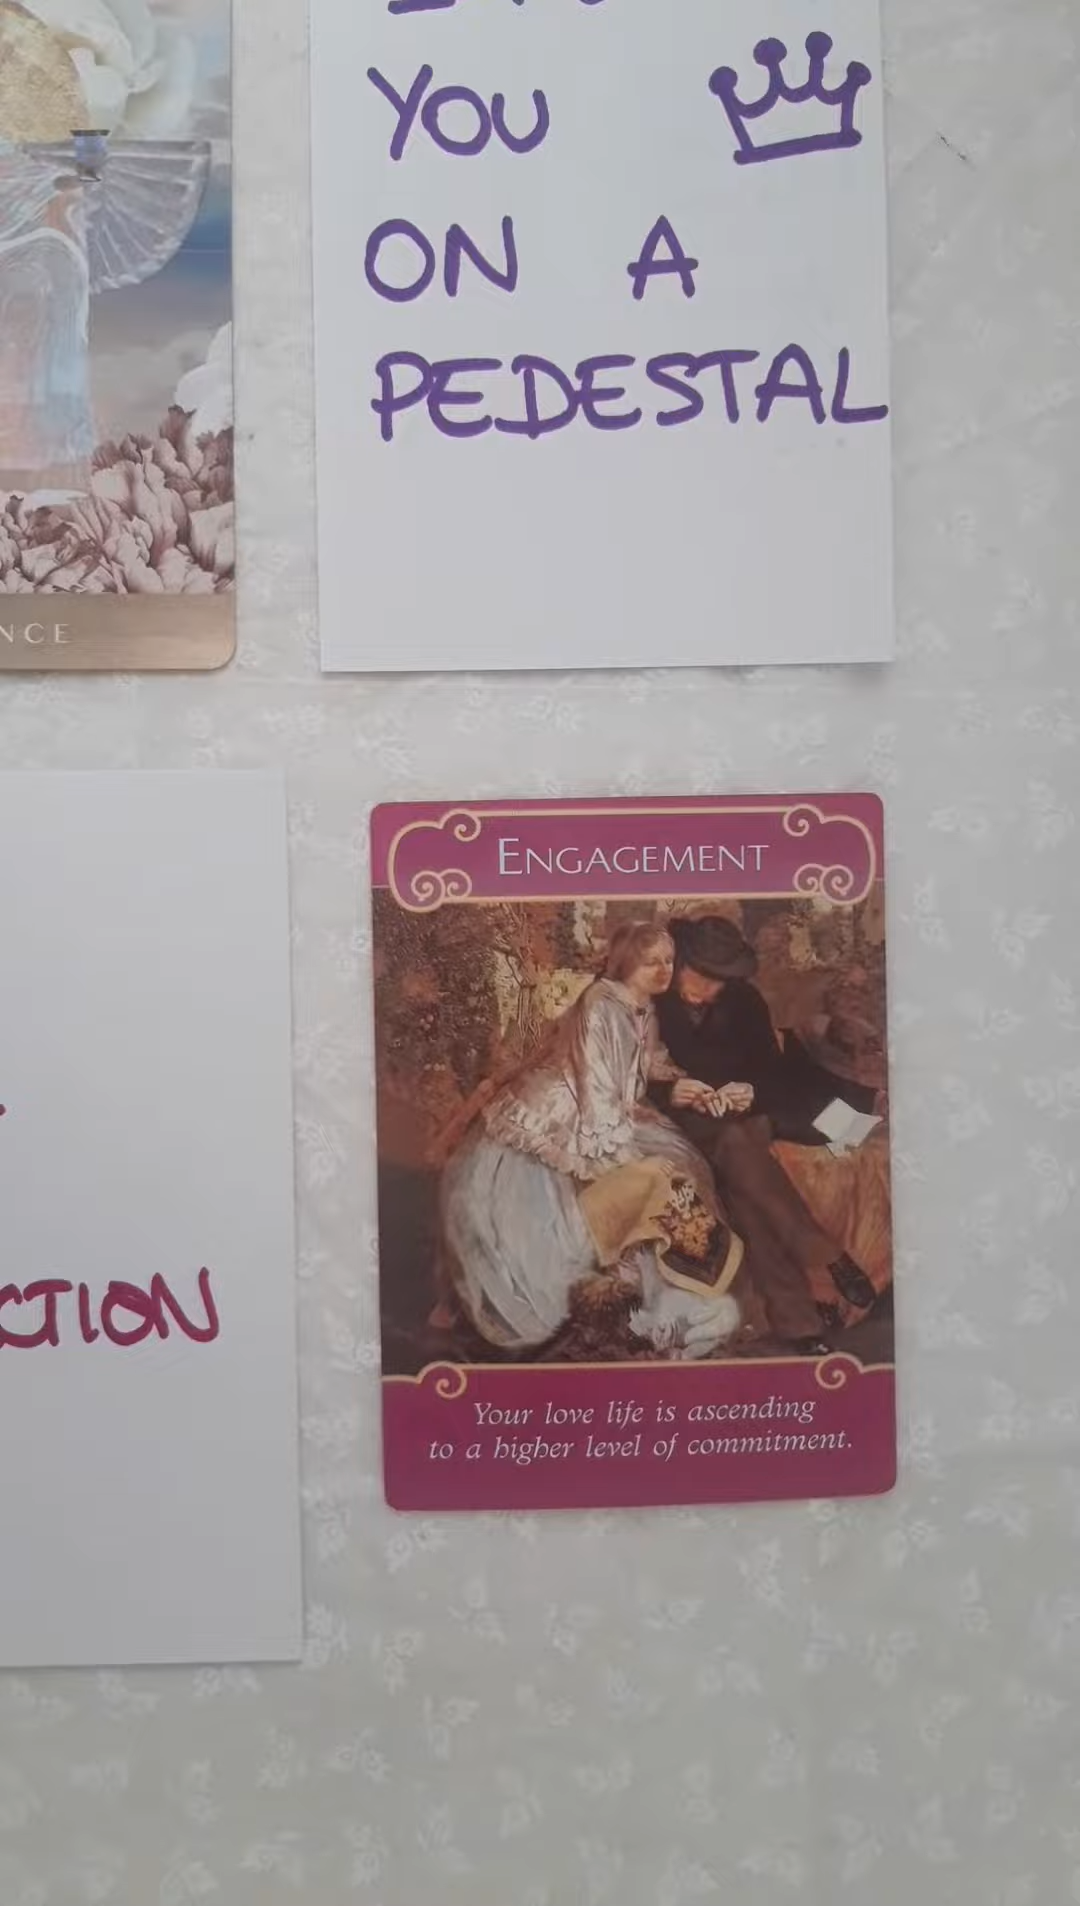 YOU
ON A
PEDESTAL
NCE
ENGAGEMENT
CTION
Your love life is ascending
to a higher level of commitment.